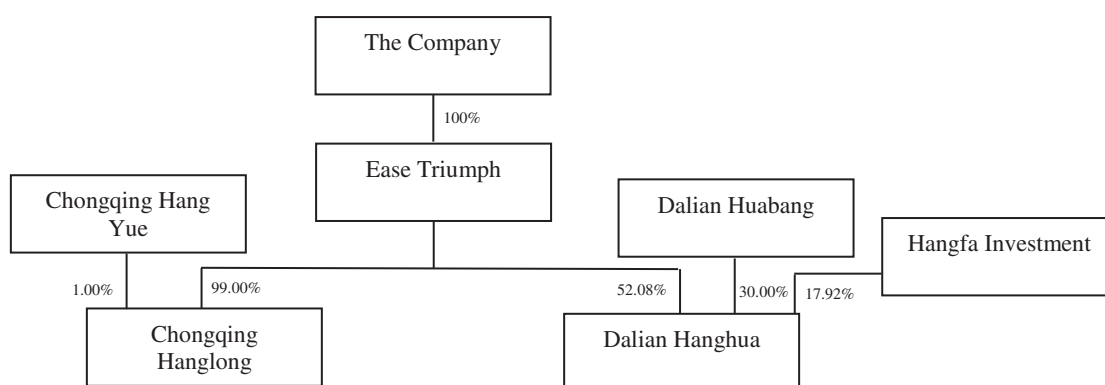 The Company
100%
Ease Triumph
Chongqing Hang
Yue
Dalian Huabang
Hangfa Investment
1.00%
99.00%
52.08%
30.00%
17.92%
Chongqing
Hanglong
Dalian Hanghua